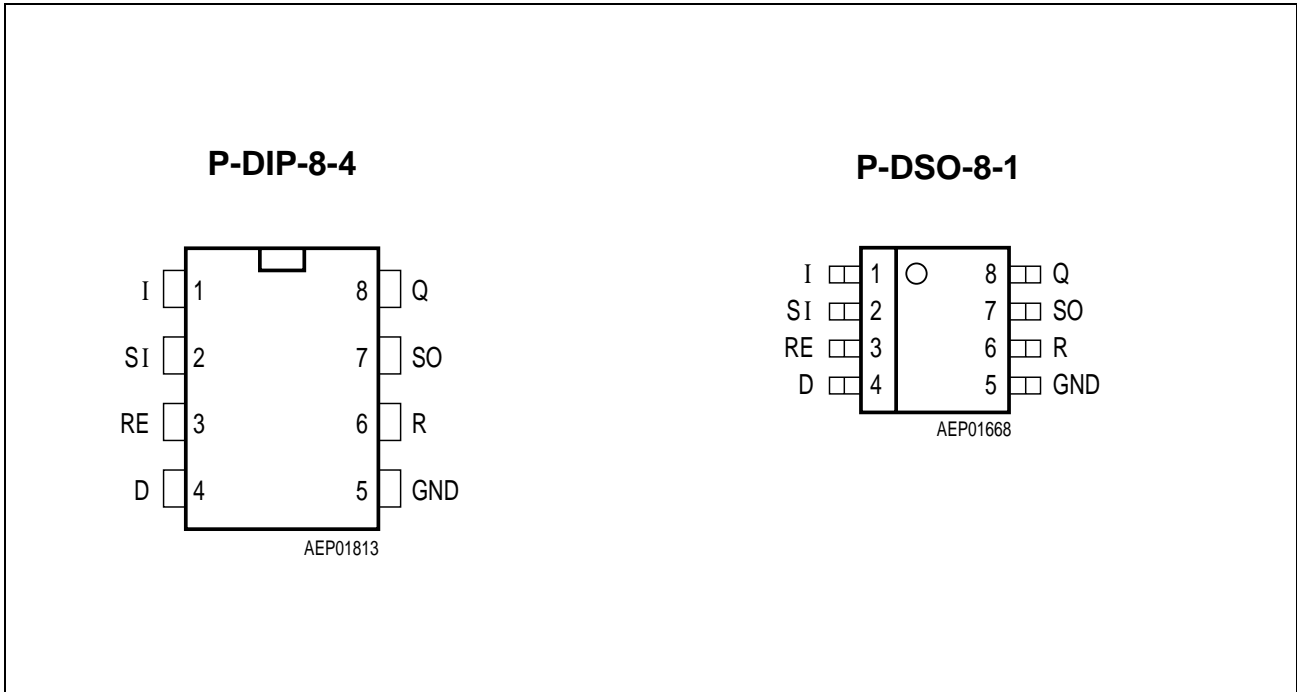 P-DIP-8-4
I 1 8 Q
SI 2 7 SO
RE 3 6 R
D 4 5 GND
AEP01813
P-DSO-8-1
I 1 8 Q
SI 2 7 SO
RE 3 6 R
D 4 5 GND
AEP01668